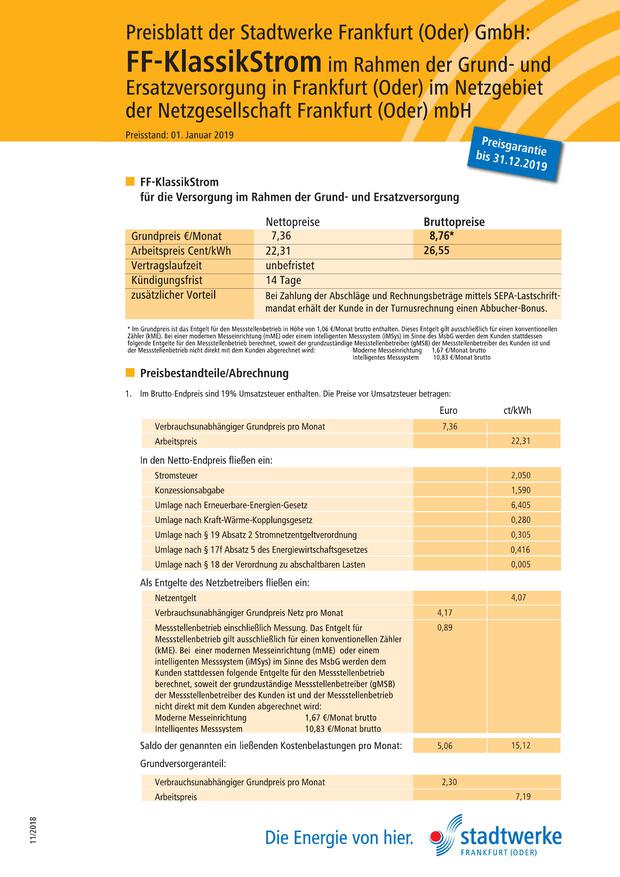 Preisblatt der Stadtwerke Frankfurt (Oder) GmbH:
FF-KlassikStrom im Rahmen der Grund- und
Ersatzversorgung in Frankfurt (Oder) im Netzgebiet
der Netzgesellschaft Frankfurt (Oder) mbH
Preisstand: 01. Januar 2019
Preisgarantie
bis 31.12.2019
FF-KlassikStrom
für die Versorgung im Rahmen der Grund- und Ersatzversorgung
Nettopreise Bruttopreise
Grundpreis €/Monat 7,36 8,76*
Arbeitspreis Cent/kWh 22,31 26,55
Vertragslaufzeit unbefristet
Kündigungsfrist 14 Tage
zusätzlicher Vorteil Bei Zahlung der Abschläge und Rechnungsbeträge mittels SEPA-Lastschrift-
mandat erhält der Kunde in der Turnusrechnung einen Abbucher-Bonus.
* Im Grundpreis ist das Entgelt für den Messstellenbetrieb in Höhe von 1,06 €/Monat brutto enthalten. Dieses Entgelt gilt ausschließlich für einen konventionellen
Zähler (kME). Bei einer modernen Messeinrichtung (mME) oder einem intelligenten Messsystem (iMSys) im Sinne des MsbG werden dem Kunden stattdessen
folgende Entgelte für den Messstellenbetrieb berechnet, soweit der grundzuständige Messstellenbetreiber (gMSB) der Messstellenbetreiber des Kunden ist und
der Messstellenbetrieb nicht direkt mit dem Kunden abgerechnet wird: Moderne Messeinrichtung 1,67 €/Monat brutto
Intelligentes Messsystem 10,83 €/Monat brutto
Preisbestandteile/Abrechnung
1. Im Brutto-Endpreis sind 19% Umsatzsteuer enthalten. Die Preise vor Umsatzsteuer betragen:
Euro ct/kWh
Verbrauchsunabhängiger Grundpreis pro Monat 7,36
Arbeitspreis 22,31
In den Netto-Endpreis fließen ein:
Stromsteuer 2,050
Konzessionsabgabe 1,590
Umlage nach Erneuerbare-Energien-Gesetz 6,405
Umlage nach Kraft-Wärme-Kopplungsgesetz 0,280
Umlage nach § 19 Absatz 2 Stromnetzentgeltverordnung 0,305
Umlage nach § 17f Absatz 5 des Energiewirtschaftsgesetzes 0,416
Umlage nach § 18 der Verordnung zu abschaltbaren Lasten 0,005
Als Entgelte des Netzbetreibers fließen ein:
Netzentgelt 4,07
Verbrauchsunabhängiger Grundpreis Netz pro Monat 4,17
Messstellenbetrieb einschließlich Messung. Das Entgelt für 0,89
Messstellenbetrieb gilt ausschließlich für einen konventionellen Zähler
(kME). Bei einer modernen Messeinrichtung (mME) oder einem
intelligenten Messsystem (iMSys) im Sinne des MsbG werden dem
Kunden stattdessen folgende Entgelte für den Messstellenbetrieb
berechnet, soweit der grundzuständige Messstellenbetreiber (gMSB)
der Messstellenbetreiber des Kunden ist und der Messstellenbetrieb
nicht direkt mit dem Kunden abgerechnet wird:
Moderne Messeinrichtung 1,67 €/Monat brutto
Intelligentes Messsystem 10,83 €/Monat brutto
Saldo der genannten ein ließenden Kostenbelastungen pro Monat: 5,06 15,12
Grundversorgeranteil:
Verbrauchsunabhängiger Grundpreis pro Monat 2,30
Arbeitspreis 7,19
11/2018
Die Energie von hier.
stadtwerke
FRANKFURT (ODER)